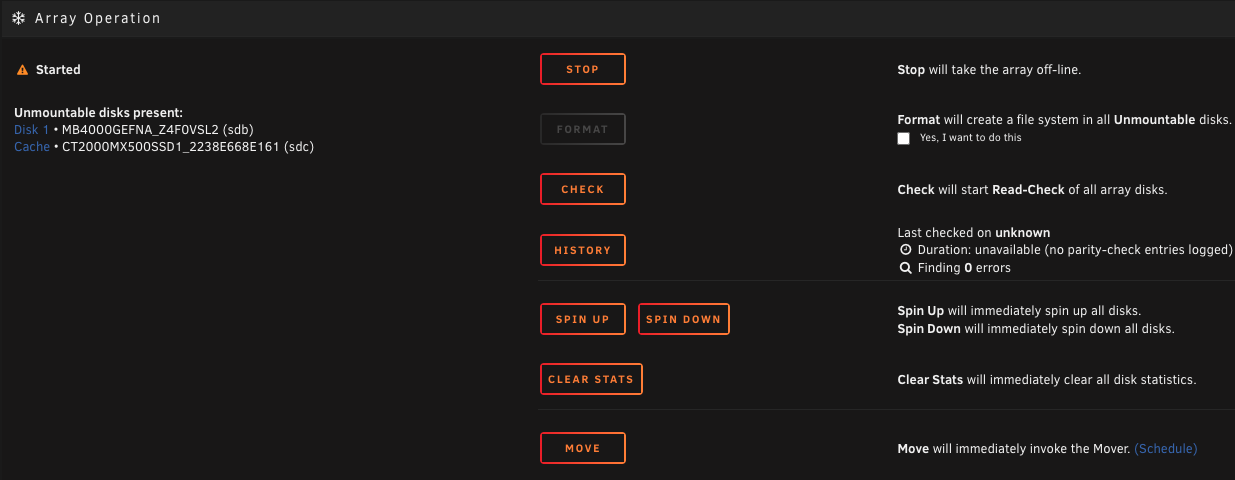 Array Operation
Started
STOP
Stop will take the array off-line.
Unmountable disks present:
Disk 1 • MB4000GEFNA_Z4F0VSL2 (sdb)
Cache • CT2000MX500SSD1_2238E668E161 (sdc)
FORMAT
Format will create a file system in all Unmountable disks.
Yes, I want to do this
CHECK
Check will start Read-Check of all array disks.
HISTORY
Last checked on unknown
Duration: unavailable (no parity-check entries logged)
Finding 0 errors
SPIN UP
SPIN DOWN
Spin Up will immediately spin up all disks.
Spin Down will immediately spin down all disks.
CLEAR STATS
Clear Stats will immediately clear all disk statistics.
MOVE
Move will immediately invoke the Mover. (Schedule)